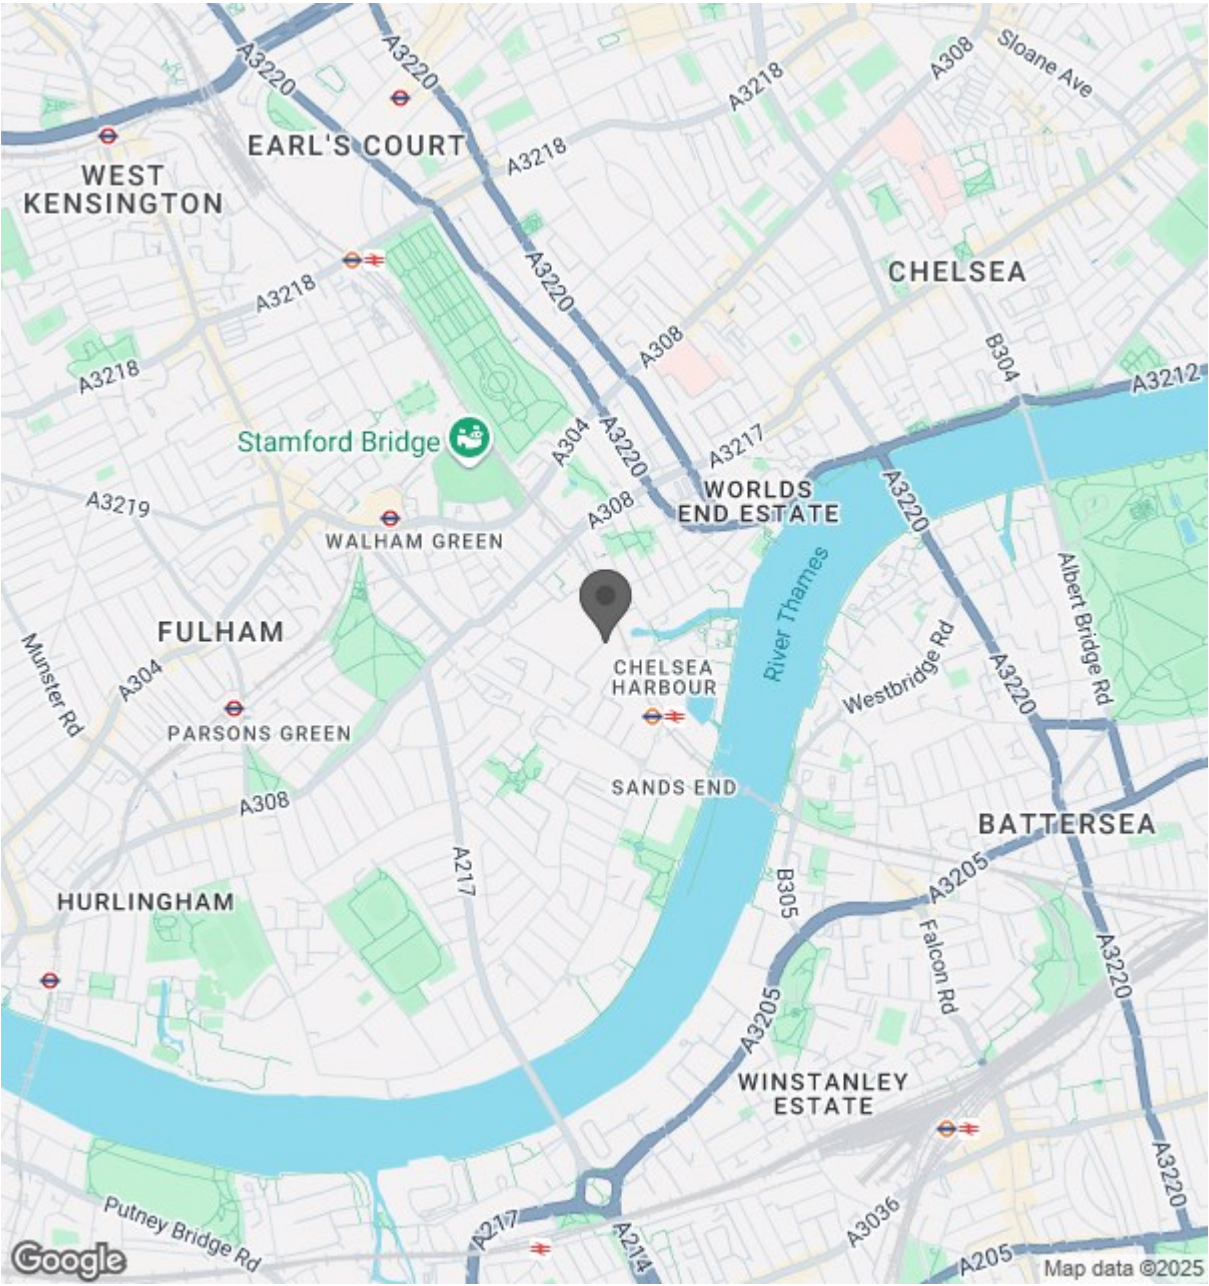 A3220
A3220
A308
Sloane Ave
A3218
EARL'S COURT
A3218
WEST
KENSINGTON
CHELSEA
A3220
A3218
A308
B304
A3218
A3212
Stamford Bridge
A304
A3220
A3217
A3219
A308
WORLDS
END ESTATE
A3220
WALHAM GREEN
River Thames
Albert Bridge Rd
FULHAM
Munster Rd
A304
CHELSEA
HARBOUR
Westbridge Rd
A3220
PARSONS GREEN
SANDS END
A308
BATTERSEA
A217
A3205
B305
HURLINGHAM
Falcon Rd
A3220
A3205
WINSTANLEY
ESTATE
A3220
Putney Bridge Rd
A217
A214
A3036
A205
Google
Map data ©2025